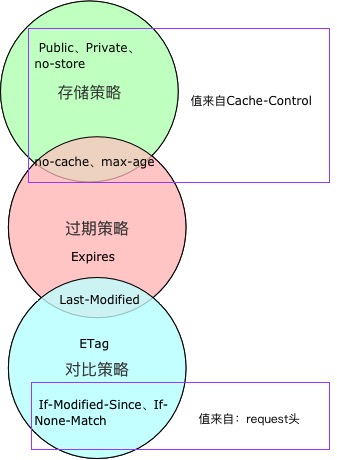 Public、Private、
no-store
存储策略
值来自Cache-Control
no-cache、max-age
过期策略
Expires
Last-Modified
ETag
对比策略
If-Modified-Since、If-
None-Match
值来自：request头